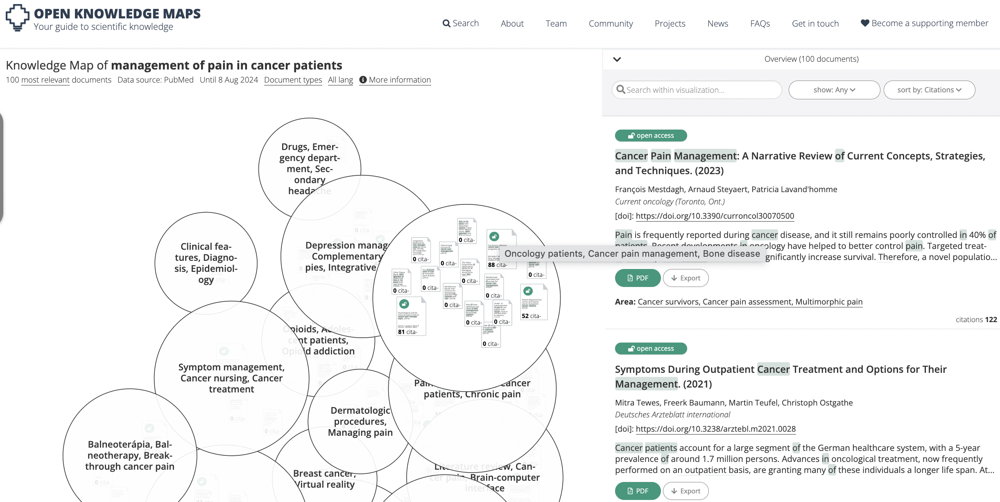 OPEN KNOWLEDGE MAPS
Your guide to scientific knowledge
Search
About
Team
Community
Projects
News
FAQs
Get in touch
Become a supporting member
Knowledge Map of management of pain in cancer patients
100 most relevant documents
Data source: PubMed
Until 8 Aug 2024
Document types
All lang
More information
Drugs, Emer-
gency depart-
ment, Sec-
ondary
headache
Clinical fea-
tures, Diagno-
sis, Epidemiol-
ogy
Depression manag
Complementary
pies, Integrative
Opioids, Adoles-
cent patients,
Opioid addiction
Symptom management,
Cancer nursing, Cancer
treatment
Balneoterápia, Bal-
neotherapy, Break-
through cancer pain
Dermatologic
procedures,
Managing pain
Breast cancer,
Virtual reality
Pain
Cancer
patients, Chronic pain
Literature review, Can-
cer pain, Brain-computer
interface
0 cita-
88 cita-
0 cita-
0 cita-
0 cita-
0 cita-
0 cita-
0 cita-
0 cita-
0 cita-
52 cita-
81 cita-
0 cita-
0 cita-
0 cita-
Oncology patients, Cancer pain management, Bone disease
Overview (100 documents)
Search within visualization...
show: Any
sort by: Citations
open access
Cancer Pain Management: A Narrative Review of Current Concepts, Strategies,
and Techniques. (2023)
François Mestdagh, Arnaud Steyaert, Patricia Lavand'homme
Current oncology (Toronto, Ont.)
[doi]: https://doi.org/10.3390/curroncol30070500
Pain is frequently reported during cancer disease, and it still remains poorly controlled in 40% of
patients. Recent developments in oncology have helped to better control pain. Targeted treat-
gnificantly increase survival. Therefore, a novel populatio...
PDF
Export
Area: Cancer survivors, Cancer pain assessment, Multimorphic pain
citations 122
open access
Symptoms During Outpatient Cancer Treatment and Options for Their
Management. (2021)
Mitra Tewes, Freerk Baumann, Martin Teufel, Christoph Ostgathe
Deutsches Arzteblatt international
[doi]: https://doi.org/10.3238/arztebl.m2021.0028
Cancer patients account for a large segment of the German healthcare system, with a 5-year
prevalence of around 1.7 million persons. Advances in oncological treatment, now frequently
performed on an outpatient basis, are granting many of these individuals a longer life span. At...
PDF
Export